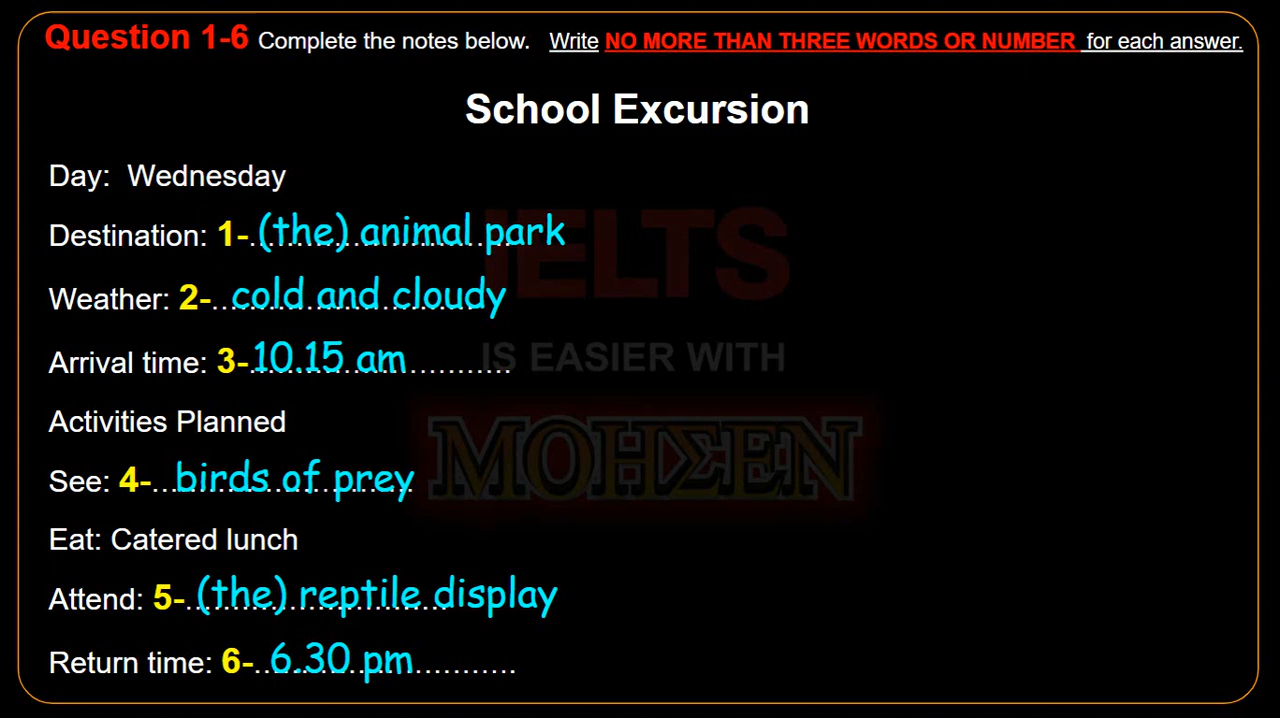 Question 1-6 Complete the notes below. Write NO MORE THAN THREE WORDS OR NUMBER for each answer.
School Excursion
Day: Wednesday
Destination: 1-(the) animal park
Weather: 2-cold and cloudy
Arrival time: 3-10.15 am
Activities Planned
See: 4-birds of prey
Eat: Catered lunch
Attend: 5-(the) reptile display
Return time: 6-6.30 pm
IELTS
IS EASIER WITH
MOHΣEN